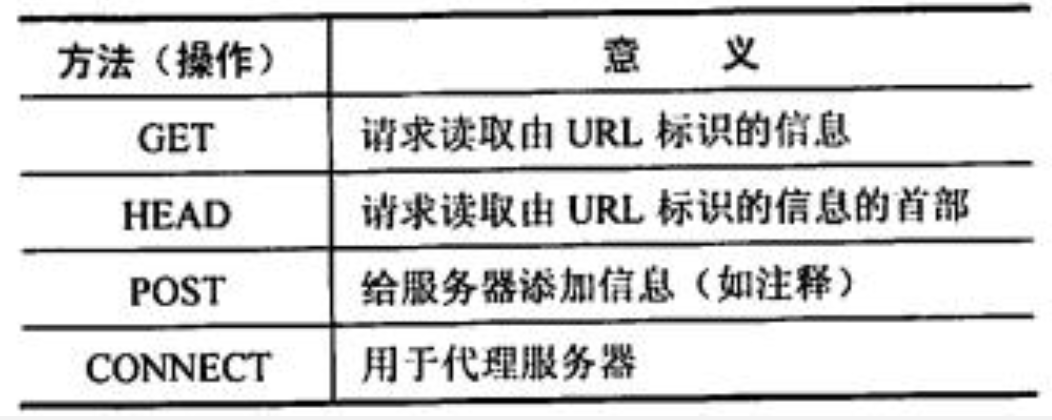 方法（操作） 意 义
GET 请求读取由 URL 标识的信息
HEAD 请求读取由 URL 标识的信息的首部
POST 给服务器添加信息（如注释）
CONNECT 用于代理服务器